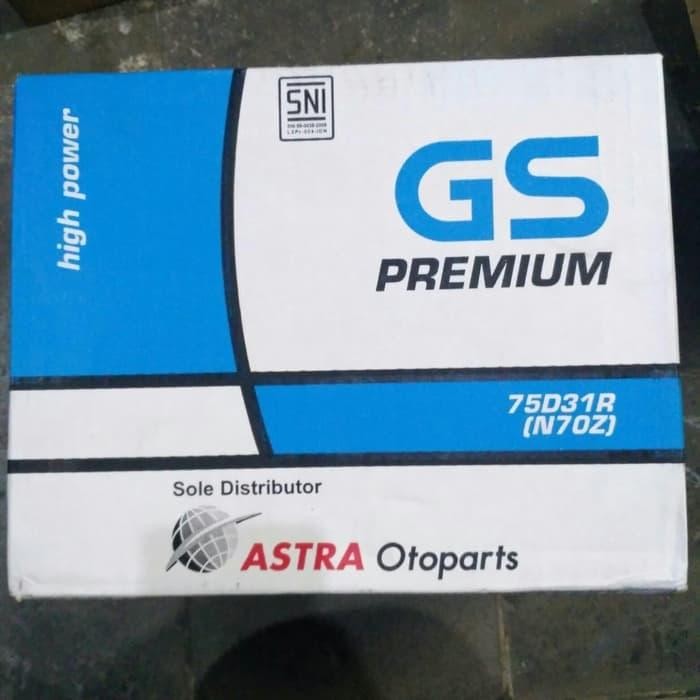 high power
SNI
GS
PREMIUM
75D31R
(N70Z)
Sole Distributor
ASTRA Otoparts